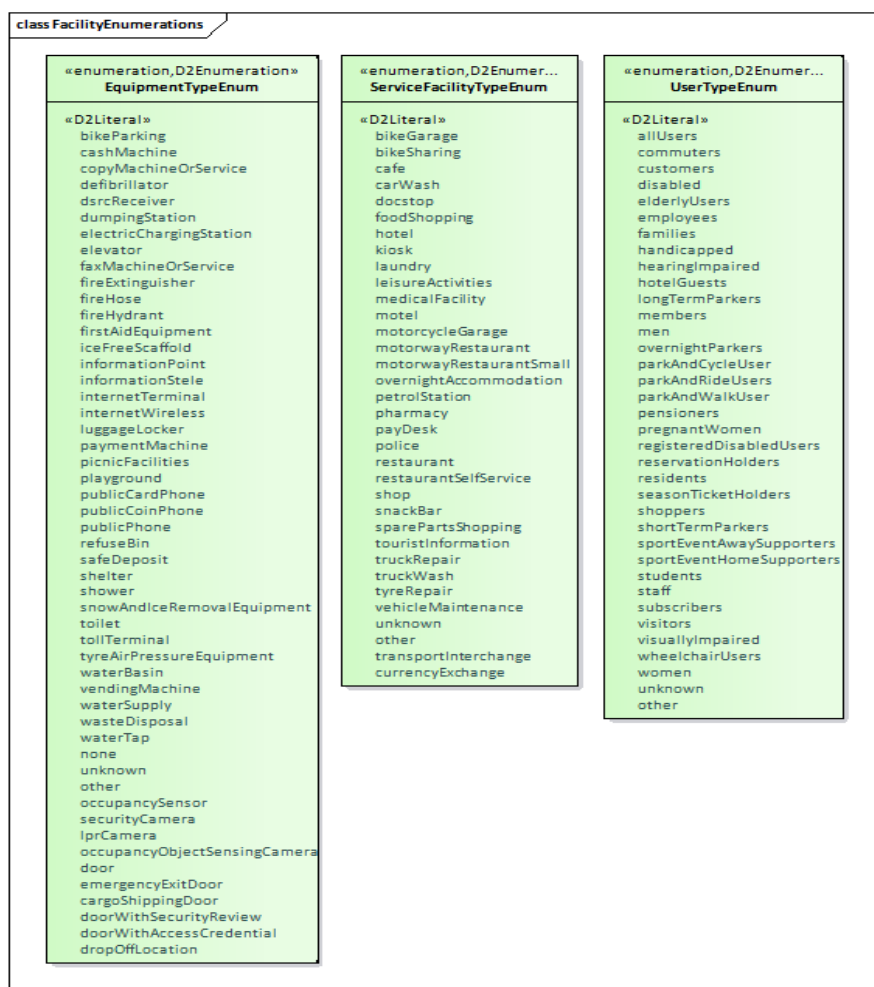 class FacilityEnumerations
«enumeration,D2Enumeration»
EquipmentTypeEnum
«D2Literal»
bikeParking
cashMachine
copyMachineOrService
defibrillator
dsrcReceiver
dumpingStation
electricChargingStation
elevator
faxMachineOrService
fireExtinguisher
fireHose
fireHydrant
firstAidEquipment
iceFreeScaffold
informationPoint
informationStele
internetTerminal
internetWireless
luggageLocker
paymentMachine
picnicFacilities
playground
publicCardPhone
publicCoinPhone
publicPhone
refuseBin
safeDeposit
shelter
shower
snowAndIceRemovalEquipment
toilet
tollTerminal
tyreAirPressureEquipment
waterBasin
vendingMachine
waterSupply
wasteDisposal
waterTap
none
unknown
other
occupancySensor
securityCamera
lprCamera
occupancyObjectSensingCamera
door
emergencyExitDoor
cargoShippingDoor
doorWithSecurityReview
doorWithAccessCredential
dropOffLocation
«enumeration,D2Enumer...
ServiceFacilityTypeEnum
«D2Literal»
bikeGarage
bikeSharing
cafe
carWash
docstop
foodShopping
hotel
kiosk
laundry
leisureActivities
medicalFacility
motel
motorcycleGarage
motorwayRestaurant
motorwayRestaurantSmall
overnightAccommodation
petrolStation
pharmacy
payDesk
police
restaurant
restaurantSelfService
shop
snackBar
sparePartsShopping
touristInformation
truckRepair
truckWash
tyreRepair
vehicleMaintenance
unknown
other
transportInterchange
currencyExchange
«enumeration,D2Enumer...
UserTypeEnum
«D2Literal»
allUsers
commuters
customers
disabled
elderlyUsers
employees
families
handicapped
hearingImpaired
hotelGuests
longTermParkers
members
men
overnightParkers
parkAndCycleUser
parkAndRideUsers
parkAndWalkUser
pensioners
pregnantWomen
registeredDisabledUsers
reservationHolders
residents
seasonTicketHolders
shoppers
shortTermParkers
sportEventAwaySupporters
sportEventHomeSupporters
students
staff
subscribers
visitors
visuallyImpaired
wheelchairUsers
women
unknown
other